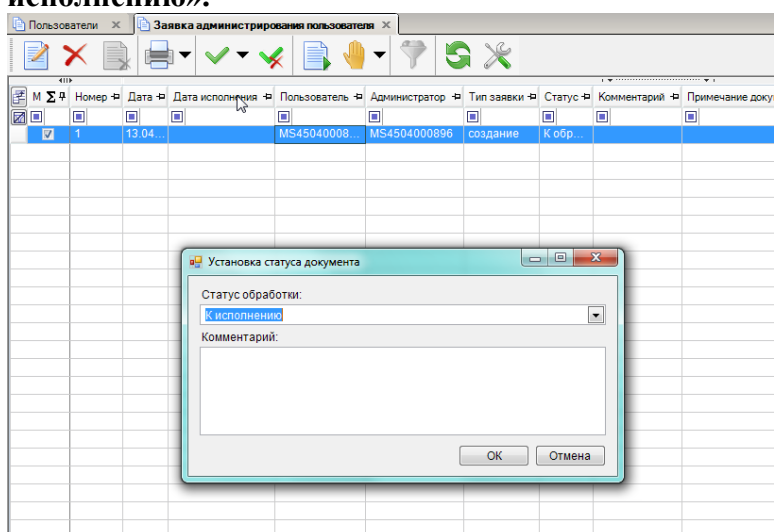 исполнению».
Пользователи × Заявка администрирования пользователя ×
М Σ Номер Дата Дата исполнения Пользователь Администратор Тип заявки Статус Комментарий Примечание доку
1 13.04... MS45040008... MS4504000896 создание К обр...
Установка статуса документа
Статус обработки:
К исполнению
Комментарий:
ОК Отмена